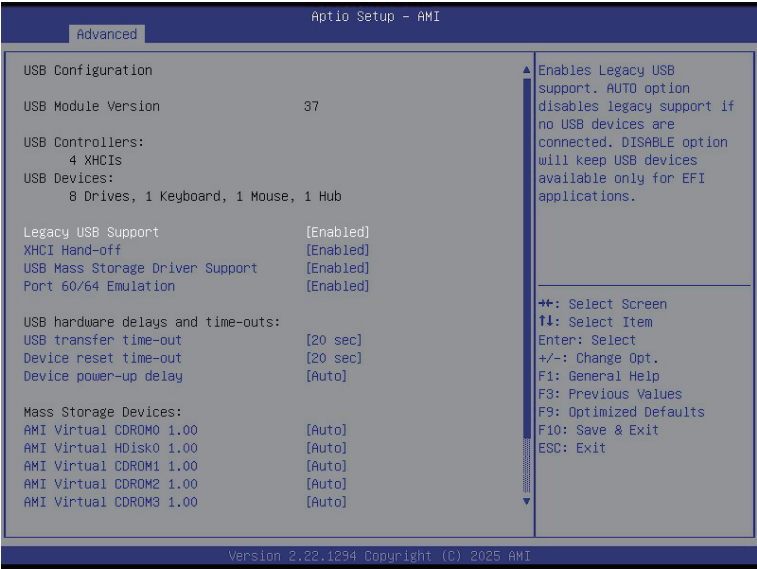 Aptio Setup – AMI
Advanced
USB Configuration
USB Module Version 37
USB Controllers:
4 XHCIs
USB Devices:
8 Drives, 1 Keyboard, 1 Mouse, 1 Hub
Legacy USB Support [Enabled]
XHCI Hand-off [Enabled]
USB Mass Storage Driver Support [Enabled]
Port 60/64 Emulation [Enabled]
USB hardware delays and time-outs:
USB transfer time-out [20 sec]
Device reset time-out [20 sec]
Device power-up delay [Auto]
Mass Storage Devices:
AMI Virtual CDROM0 1.00 [Auto]
AMI Virtual HDisk0 1.00 [Auto]
AMI Virtual CDROM1 1.00 [Auto]
AMI Virtual CDROM2 1.00 [Auto]
AMI Virtual CDROM3 1.00 [Auto]
Enables Legacy USB
support. AUTO option
disables legacy support if
no USB devices are
connected. DISABLE option
will keep USB devices
available only for EFI
applications.
→←: Select Screen
↑↓: Select Item
Enter: Select
+/-: Change Opt.
F1: General Help
F3: Previous Values
F9: Optimized Defaults
F10: Save & Exit
ESC: Exit
Version 2.22.1294 Copyright (C) 2025 AMI